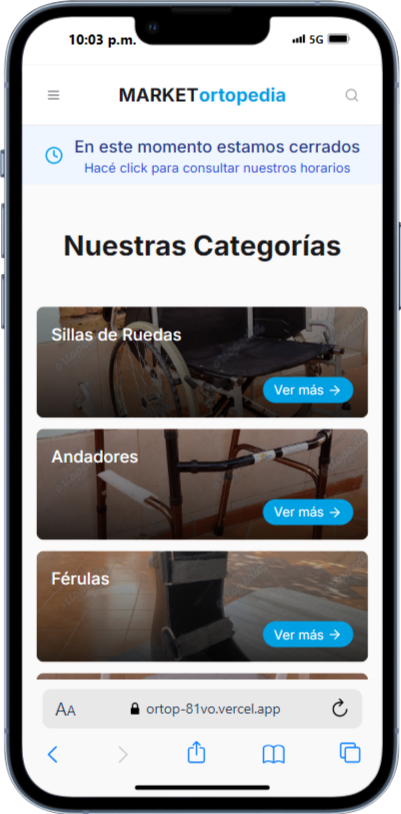 10:03 p.m.
5G
MARKETortopedia
En este momento estamos cerrados
Hacé click para consultar nuestros horarios
Nuestras Categorías
Sillas de Ruedas
Ver más →
Andadores
Ver más →
Férulas
Ver más →
AA
ortop-81vo.vercel.app